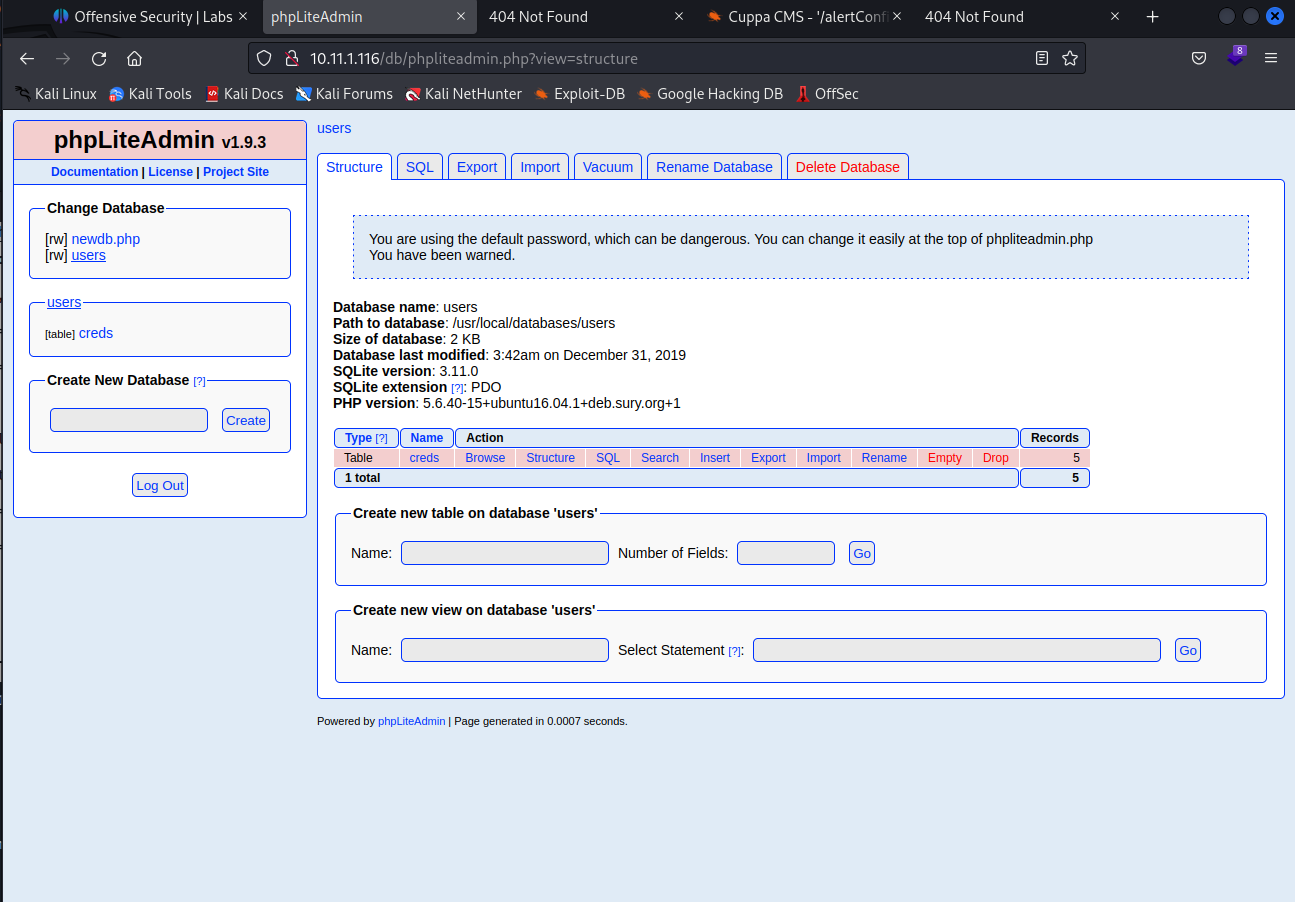 Offensive Security | Labs
phpLiteAdmin
404 Not Found
Cuppa CMS - '/alertConf
404 Not Found
10.11.1.116/db/phpliteadmin.php?view=structure
8
Kali Linux
Kali Tools
Kali Docs
Kali Forums
Kali NetHunter
Exploit-DB
Google Hacking DB
OffSec
phpLiteAdmin v1.9.3
Documentation | License | Project Site
Change Database
[rw] newdb.php
[rw] users
users
[table] creds
Create New Database [?]
Create
Log Out
users
Structure
SQL
Export
Import
Vacuum
Rename Database
Delete Database
You are using the default password, which can be dangerous. You can change it easily at the top of phpliteadmin.php
You have been warned.
Database name: users
Path to database: /usr/local/databases/users
Size of database: 2 KB
Database last modified: 3:42am on December 31, 2019
SQLite version: 3.11.0
SQLite extension [?]: PDO
PHP version: 5.6.40-15+ubuntu16.04.1+deb.sury.org+1
Type [?] Name Action Records
Table creds Browse Structure SQL Search Insert Export Import Rename Empty Drop 5
1 total 5
Create new table on database 'users'
Name: Number of Fields: Go
Create new view on database 'users'
Name: Select Statement [?]: Go
Powered by phpLiteAdmin | Page generated in 0.0007 seconds.